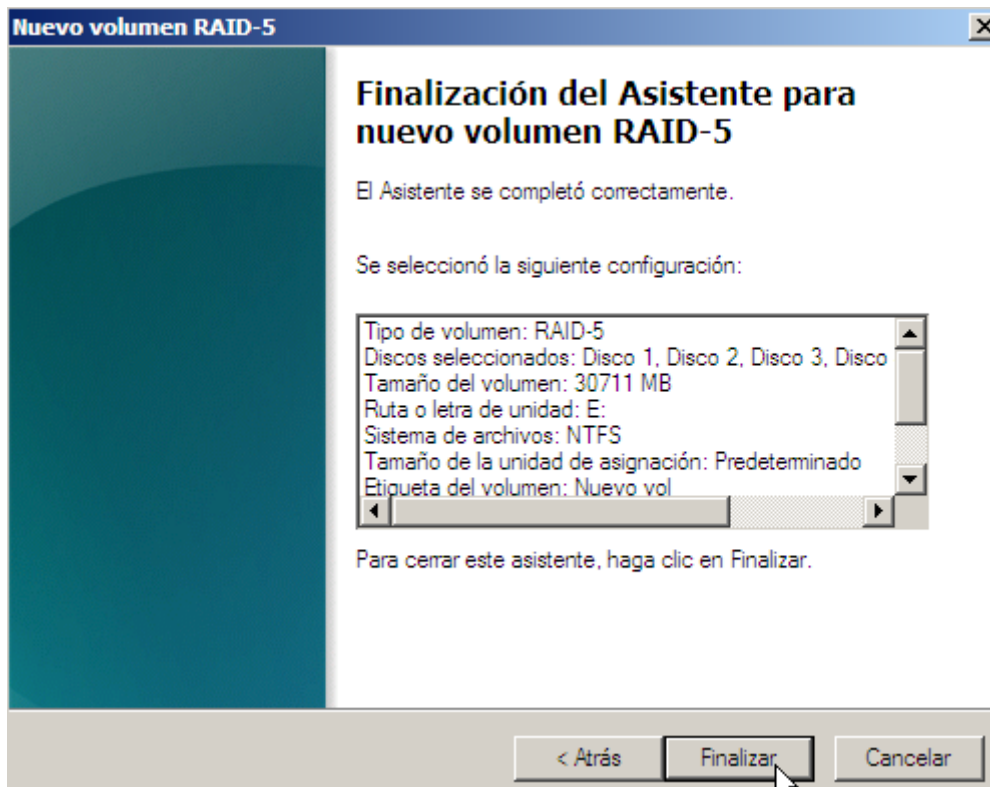 Nuevo volumen RAID-5
Finalización del Asistente para
nuevo volumen RAID-5
El Asistente se completó correctamente.
Se seleccionó la siguiente configuración:
Tipo de volumen: RAID-5
Discos seleccionados: Disco 1, Disco 2, Disco 3, Disco
Tamaño del volumen: 30711 MB
Ruta o letra de unidad: E:
Sistema de archivos: NTFS
Tamaño de la unidad de asignación: Predeterminado
Etiqueta del volumen: Nuevo vol
Para cerrar este asistente, haga clic en Finalizar.
< Atrás Finalizar Cancelar